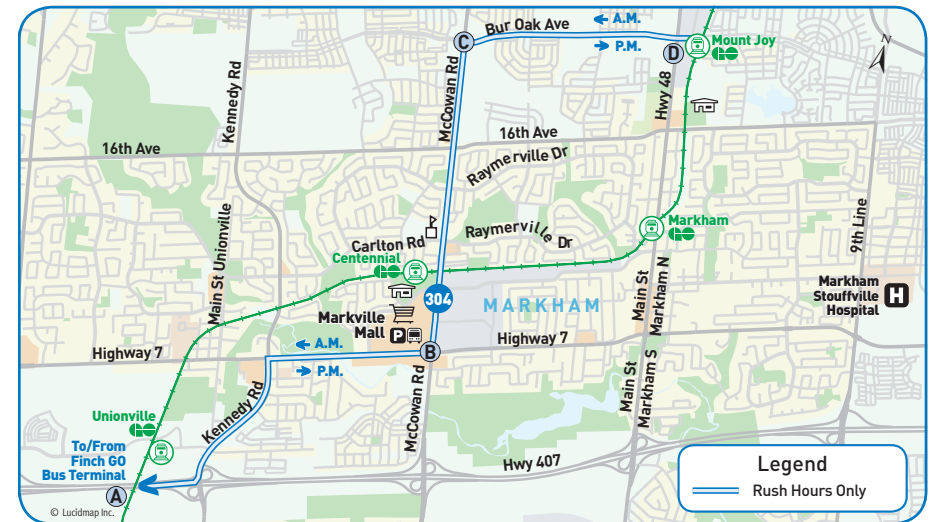 Bur Oak Ave
A.M.
P.M.
C
D
Mount Joy
N
Kennedy Rd
McCowan Rd
Hwy 48
16th Ave
16th Ave
Raymerville Dr
Main St Unionville
Carlton Rd
Centennial
Raymerville Dr
Markham
9th Line
304
MARKHAM
Main St
Markham N
Markham
Stouffville
Hospital
H
Markville
Mall
P
A.M.
P.M.
B
Highway 7
Highway 7
Kennedy Rd
McCowan Rd
Main St
Markham S
Unionville
To/From
Finch GO
Bus Terminal
A
Hwy 407
Legend
Rush Hours Only
© Lucidmap Inc.